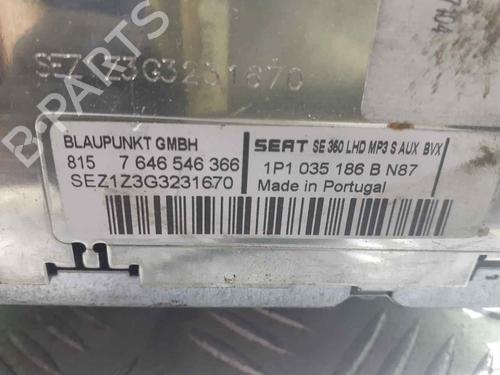 7104
SEZ1Z3G3231670
B-PARTS
BLAUPUNKT GMBH
815 7 646 546 366
SEZ1Z3G3231670
SEAT SE 360 LHD MP3 S AUX BVX
1P1 035 186 B N87
Made in Portugal